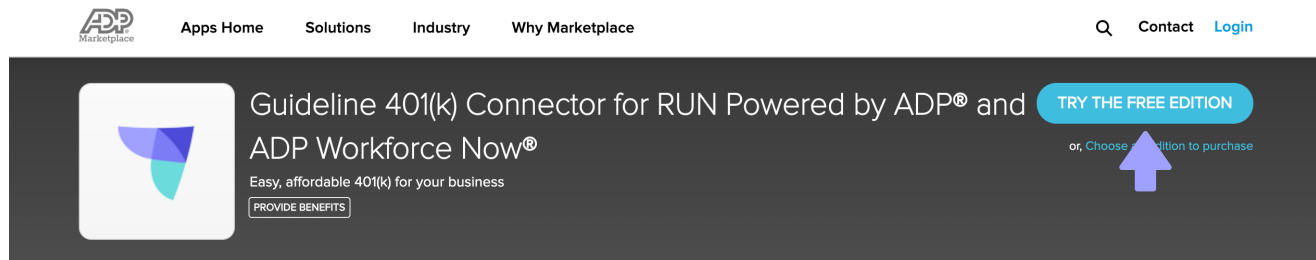 ADP
Marketplace
Apps Home Solutions Industry Why Marketplace
Contact Login
Guideline 401(k) Connector for RUN Powered by ADP® and
ADP Workforce Now®
Easy, affordable 401(k) for your business
PROVIDE BENEFITS
TRY THE FREE EDITION
or, Choose to purchase